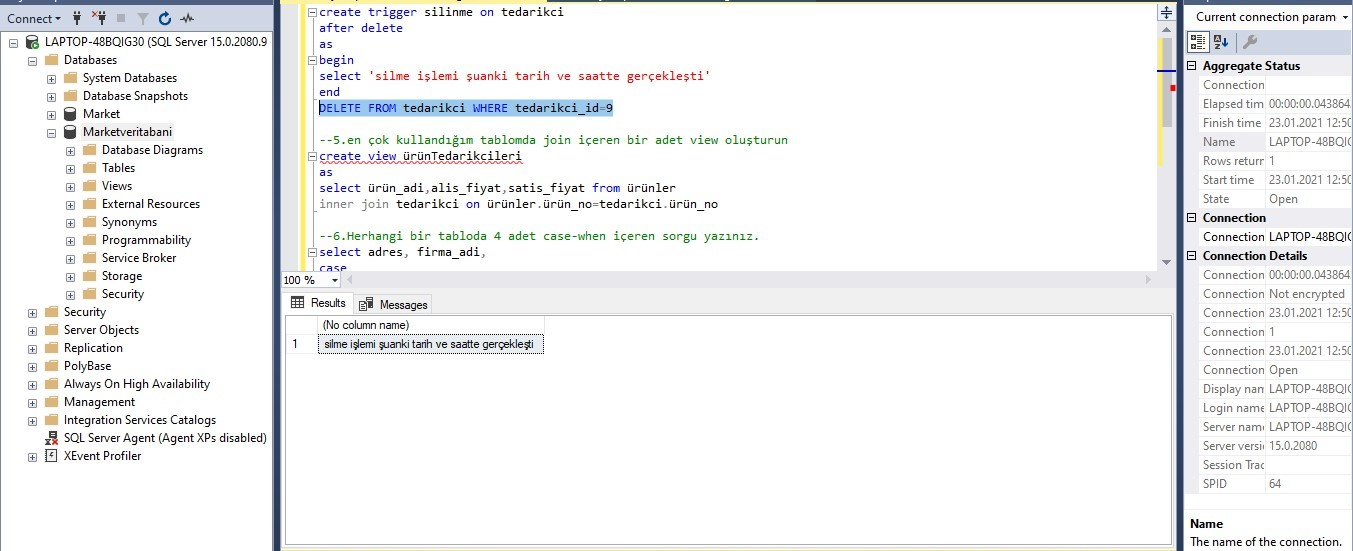 Connect
LAPTOP-48BQIG30 (SQL Server 15.0.2080.9
Databases
System Databases
Database Snapshots
Market
Marketveritabani
Database Diagrams
Tables
Views
External Resources
Synonyms
Programmability
Service Broker
Storage
Security
Security
Server Objects
Replication
PolyBase
Always On High Availability
Management
Integration Services Catalogs
SQL Server Agent (Agent XPs disabled)
XEvent Profiler
create trigger silinme on tedarikci
after delete
as
begin
select 'silme işlemi şuanki tarih ve saatte gerçekleşti'
end
DELETE FROM tedarikci WHERE tedarikci_id=9
--5.en çok kullandığım tablomda join içeren bir adet view oluşturun
create view ürünTedarikcileri
as
select ürün_adi,alis_fiyat,satis_fiyat from ürünler
inner join tedarikci on ürünler.ürün_no=tedarikci.ürün_no
--6.Herhangi bir tabloda 4 adet case-when içeren sorgu yazınız.
select adres, firma_adi,
case
100 %
Results Messages
(No column name)
1 silme işlemi şuanki tarih ve saatte gerçekleşti
Current connection param
Aggregate Status
Connection
Elapsed tim 00:00:00.043864
Finish time 23.01.2021 12:50
Name LAPTOP-48BQIG
Rows returr 1
Start time 23.01.2021 12:50
State Open
Connection
Connection LAPTOP-48BQIG
Connection Details
Connection 00:00:00.043864
Connection Not encrypted
Connection 23.01.2021 12:50
Connection 1
Connection 23.01.2021 12:50
Connection Open
Display nan LAPTOP-48BQIG
Login name LAPTOP-48BQIG
Server name LAPTOP-48BQIG
Server versi 15.0.2080
Session Trac
SPID 64
Name
The name of the connection.